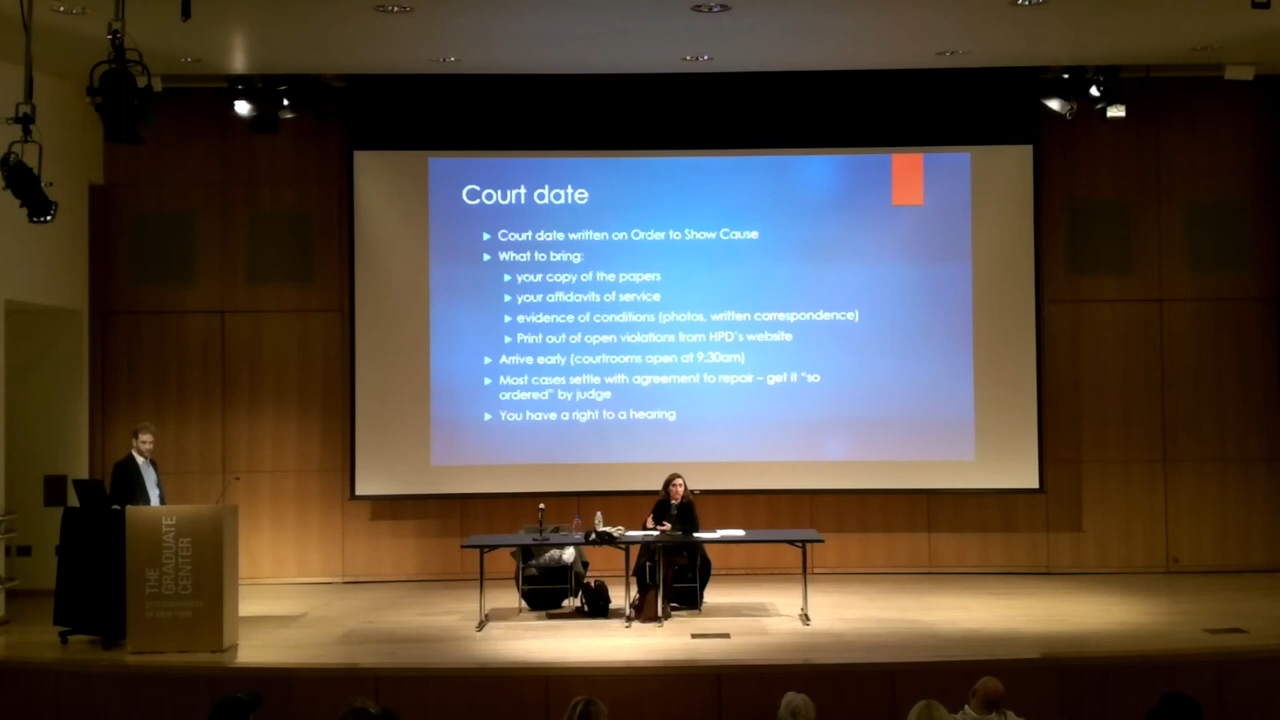 Court date
Court date written on Order to Show Cause
What to bring:
your copy of the papers
your affidavits of service
evidence of conditions (photos, written correspondence)
Print out of open violations from HPD's website
Arrive early (courtrooms open at 9:30am)
Most cases settle with agreement to repair – get it "so
ordered" by judge
You have a right to a hearing
THE
GRADUATE
CENTER